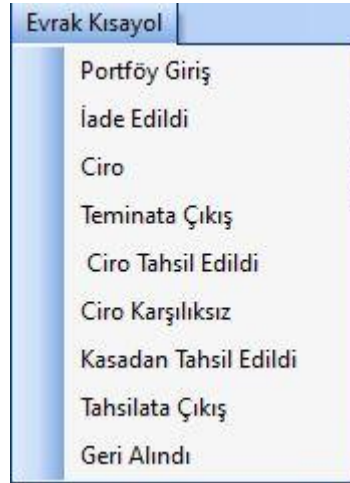 Evrak Kısayol
Portföy Giriş
İade Edildi
Ciro
Teminata Çıkış
Ciro Tahsil Edildi
Ciro Karşılıksız
Kasadan Tahsil Edildi
Tahsilata Çıkış
Geri Alındı